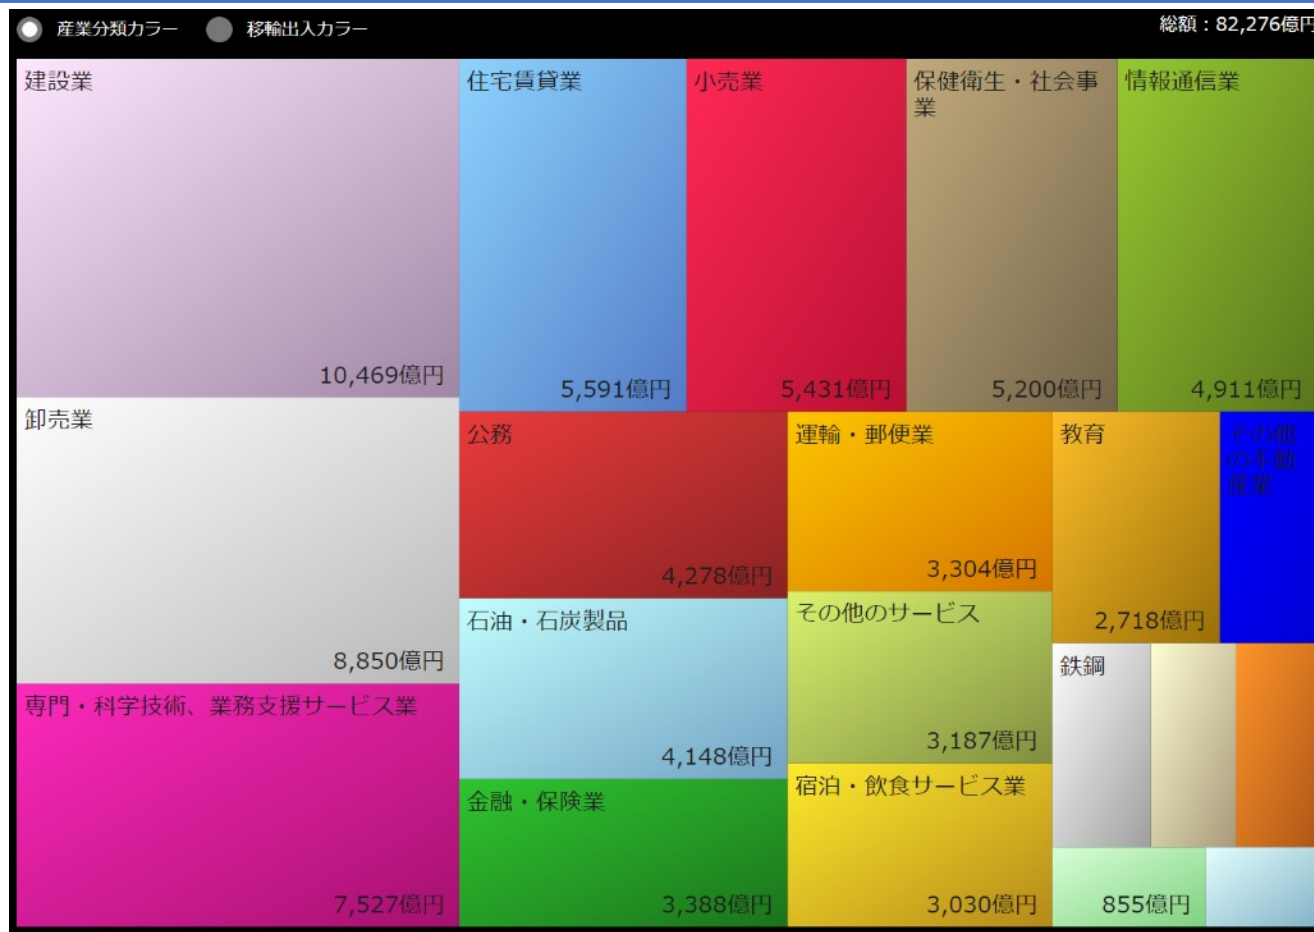 産業分類カラー 移輸出入カラー 総額：82,276億円
建設業
10,469億円
卸売業
8,850億円
専門・科学技術、業務支援サービス業
7,527億円
住宅賃貸業
5,591億円
小売業
5,431億円
保健衛生・社会事
業
5,200億円
情報通信業
4,911億円
公務
4,278億円
石油・石炭製品
4,148億円
金融・保険業
3,388億円
運輸・郵便業
3,304億円
その他のサービス
3,187億円
宿泊・飲食サービス業
3,030億円
教育
2,718億円
その他
の不動
産業
鉄鋼
855億円